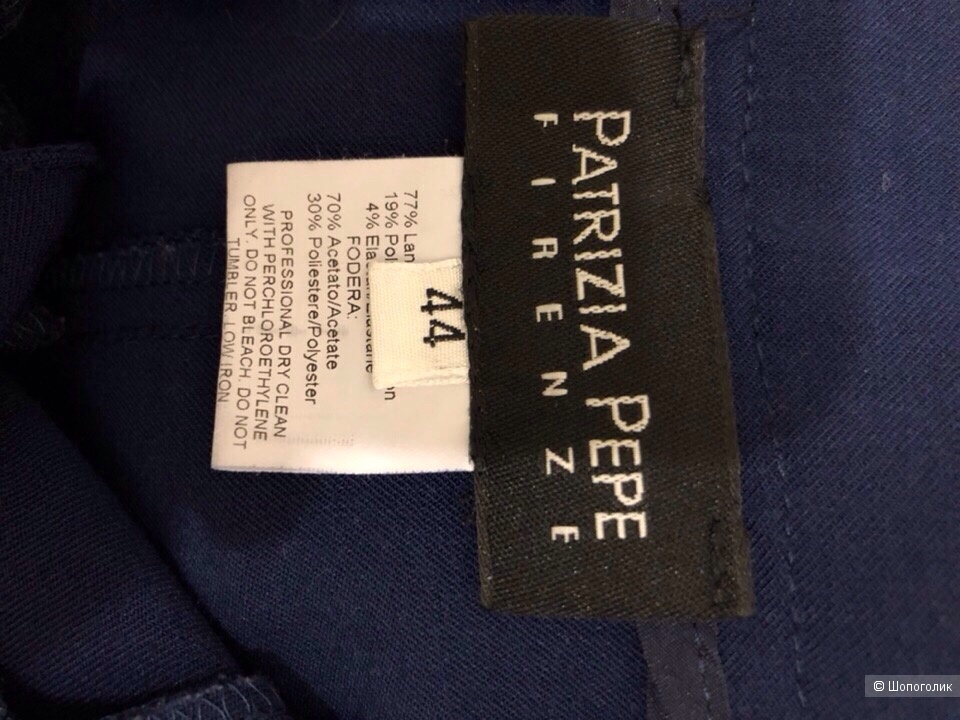 PATRIZIA PEPE
FIRENZE
44
77% Lan
19% Pol
4% Ela
FODERA:
70% Acetato/Acetate
30% Poliestere/Polyester
PROFESSIONAL DRY CLEAN
WITH PERCHLOROETHYLENE
ONLY. DO NOT BLEACH. DO NOT
TUMBLER. LOW IRON
© Шопоголик